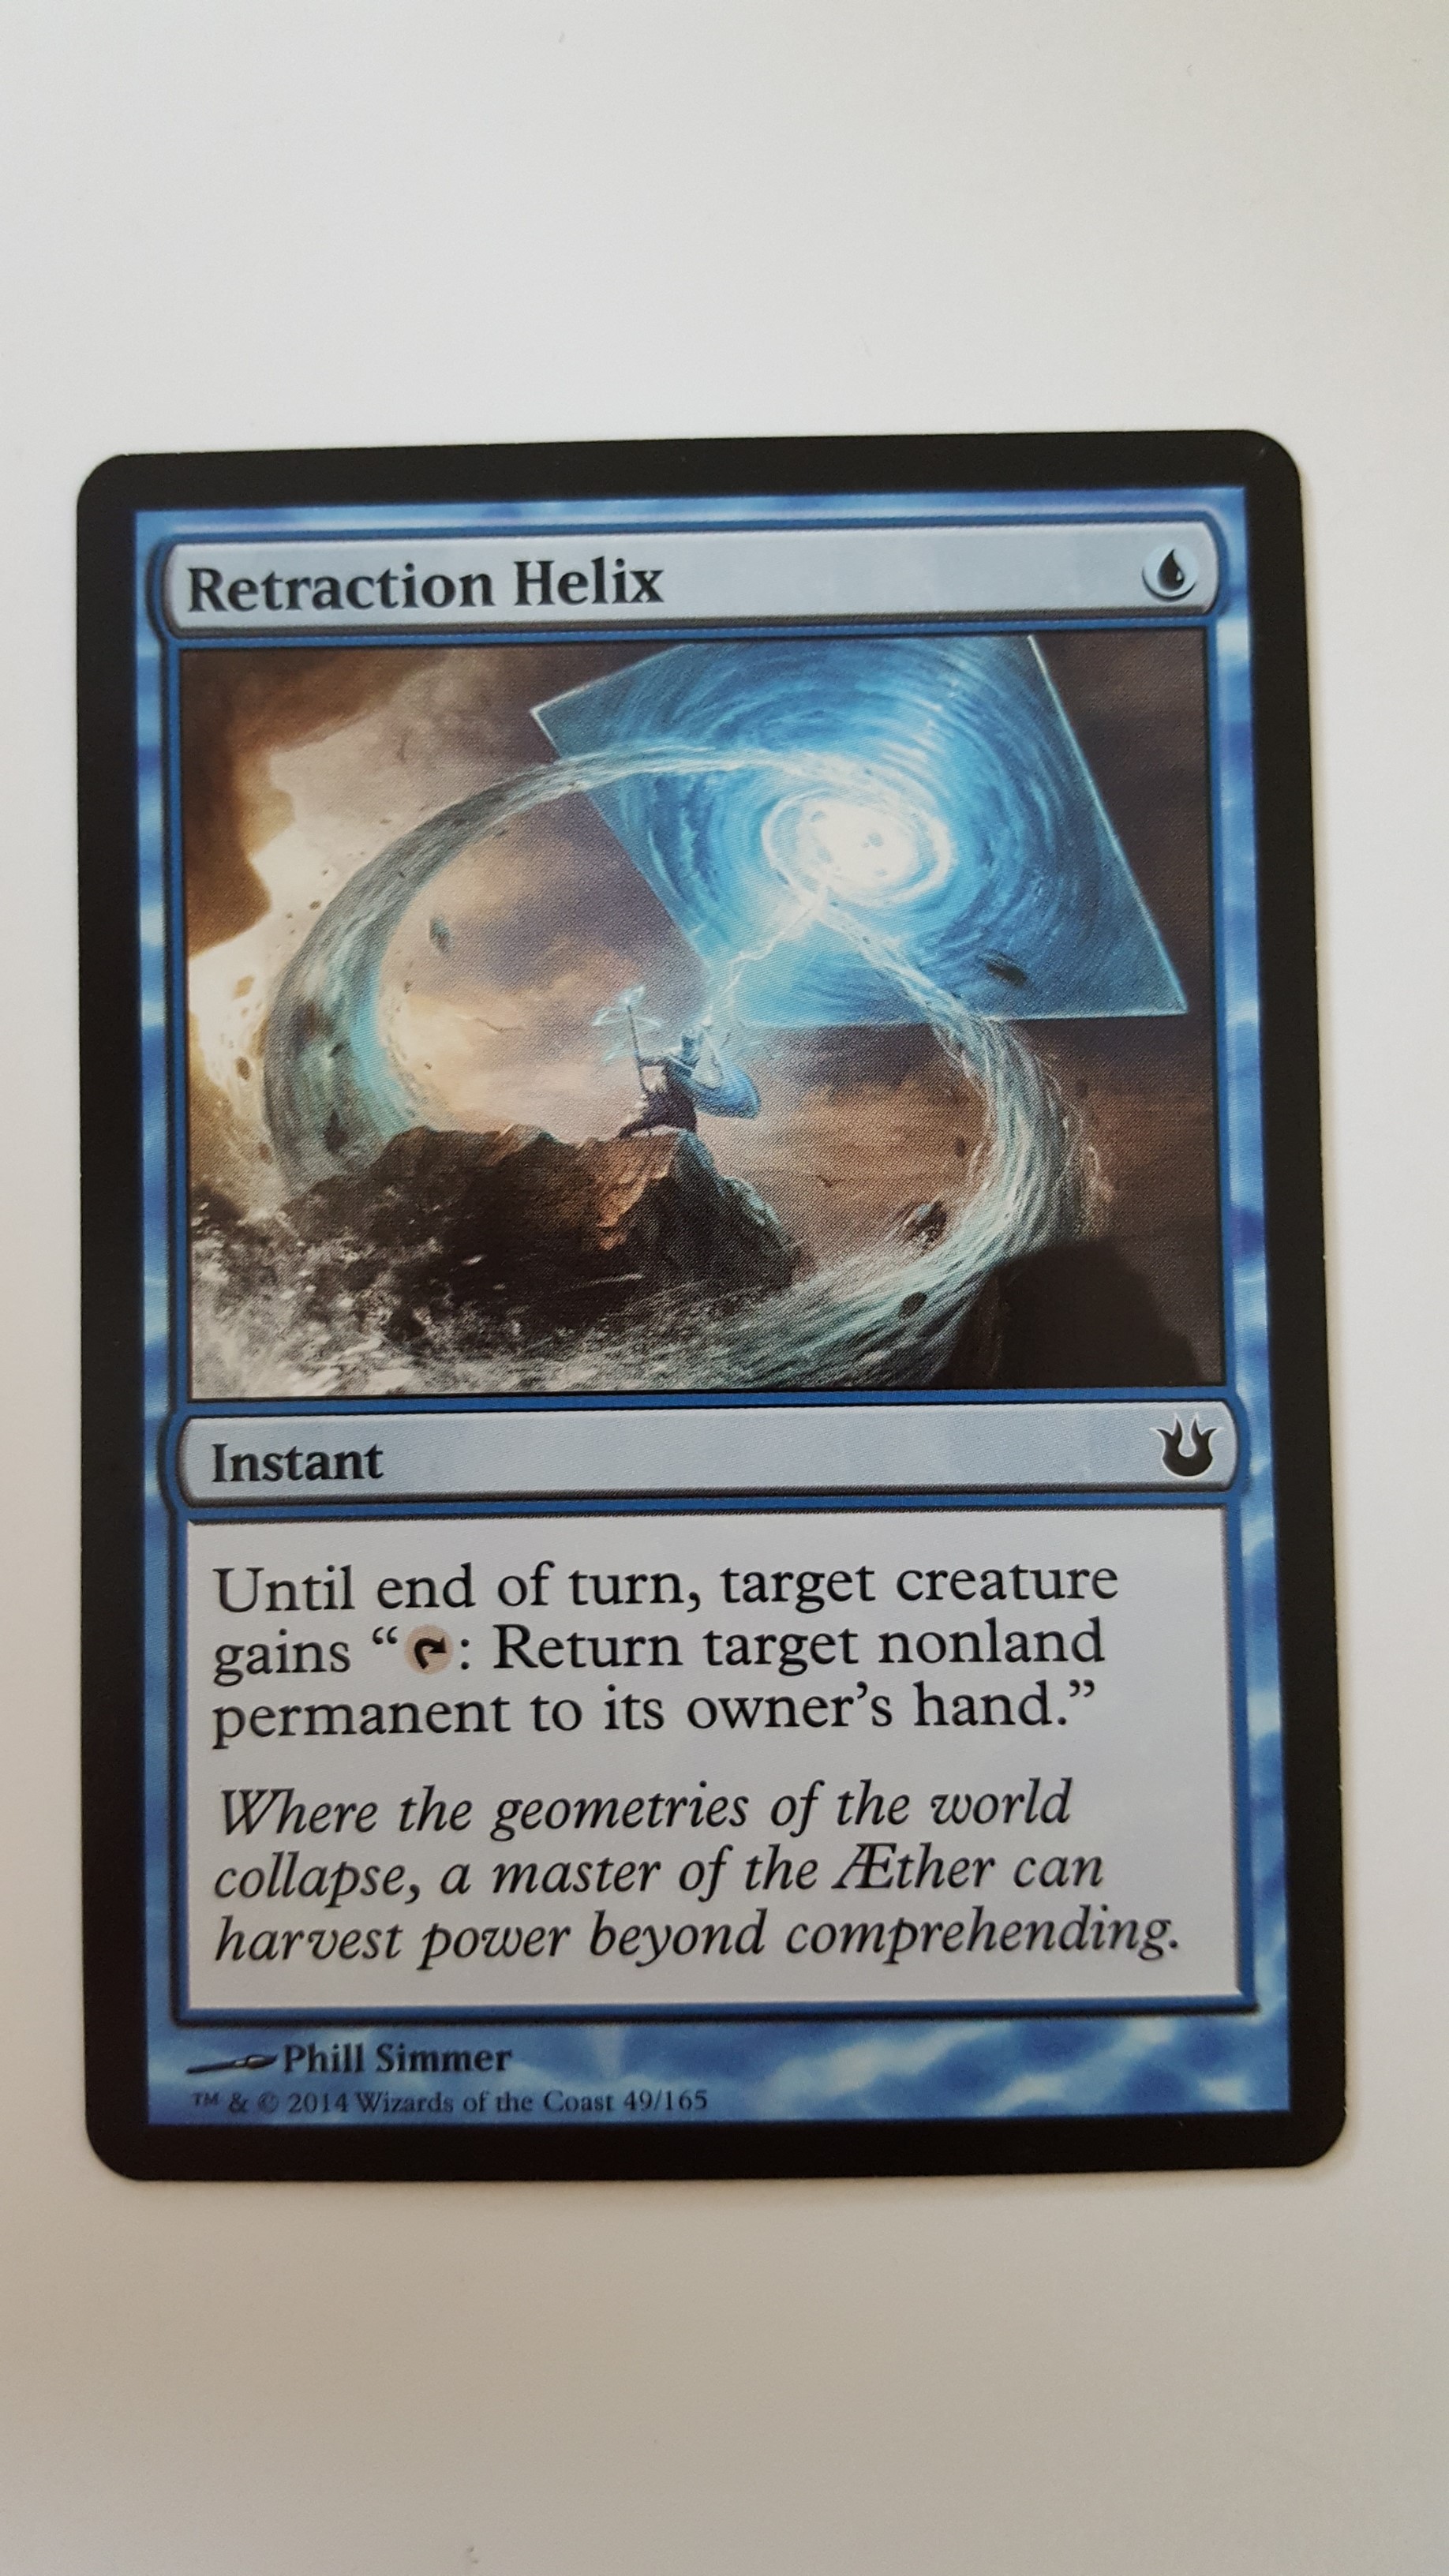 Retraction Helix
Instant
Until end of turn, target creature
gains “: Return target nonland
permanent to its owner’s hand.”
Where the geometries of the world
collapse, a master of the Æther can
harvest power beyond comprehending.
Phill Simmer
™ & © 2014 Wizards of the Coast 49/165